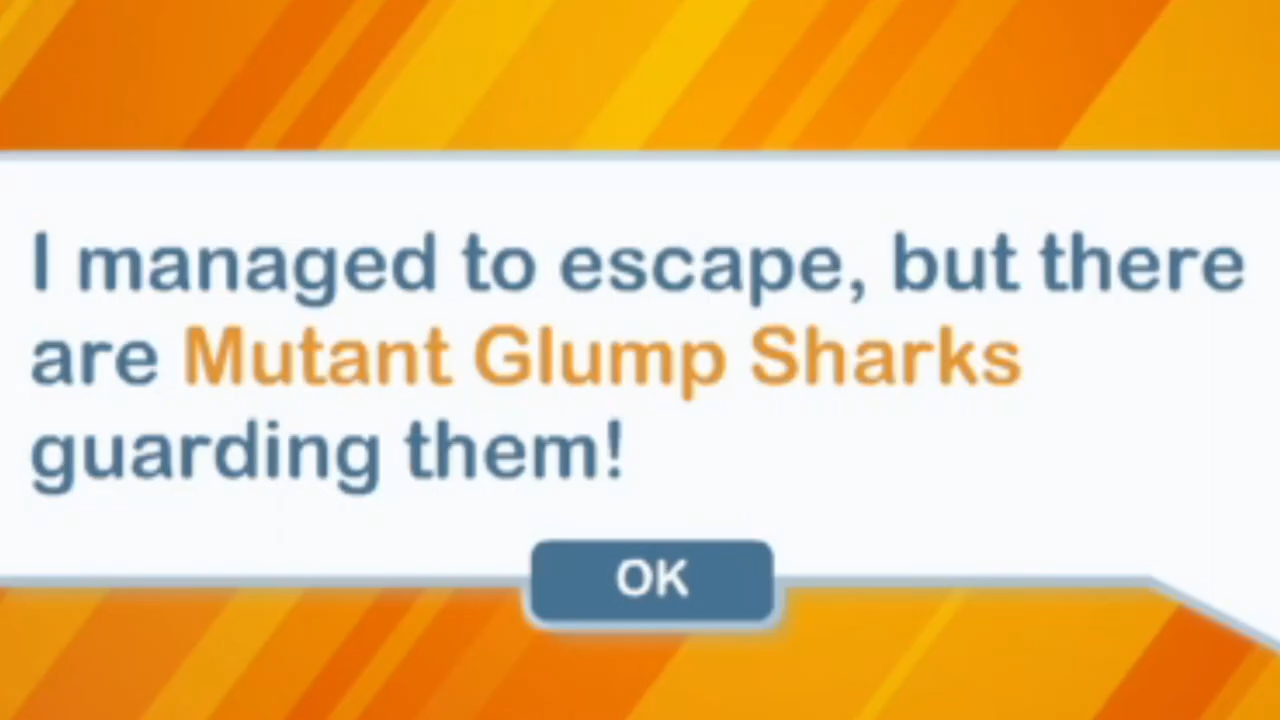 I managed to escape, but there
are Mutant Glump Sharks
guarding them!
OK